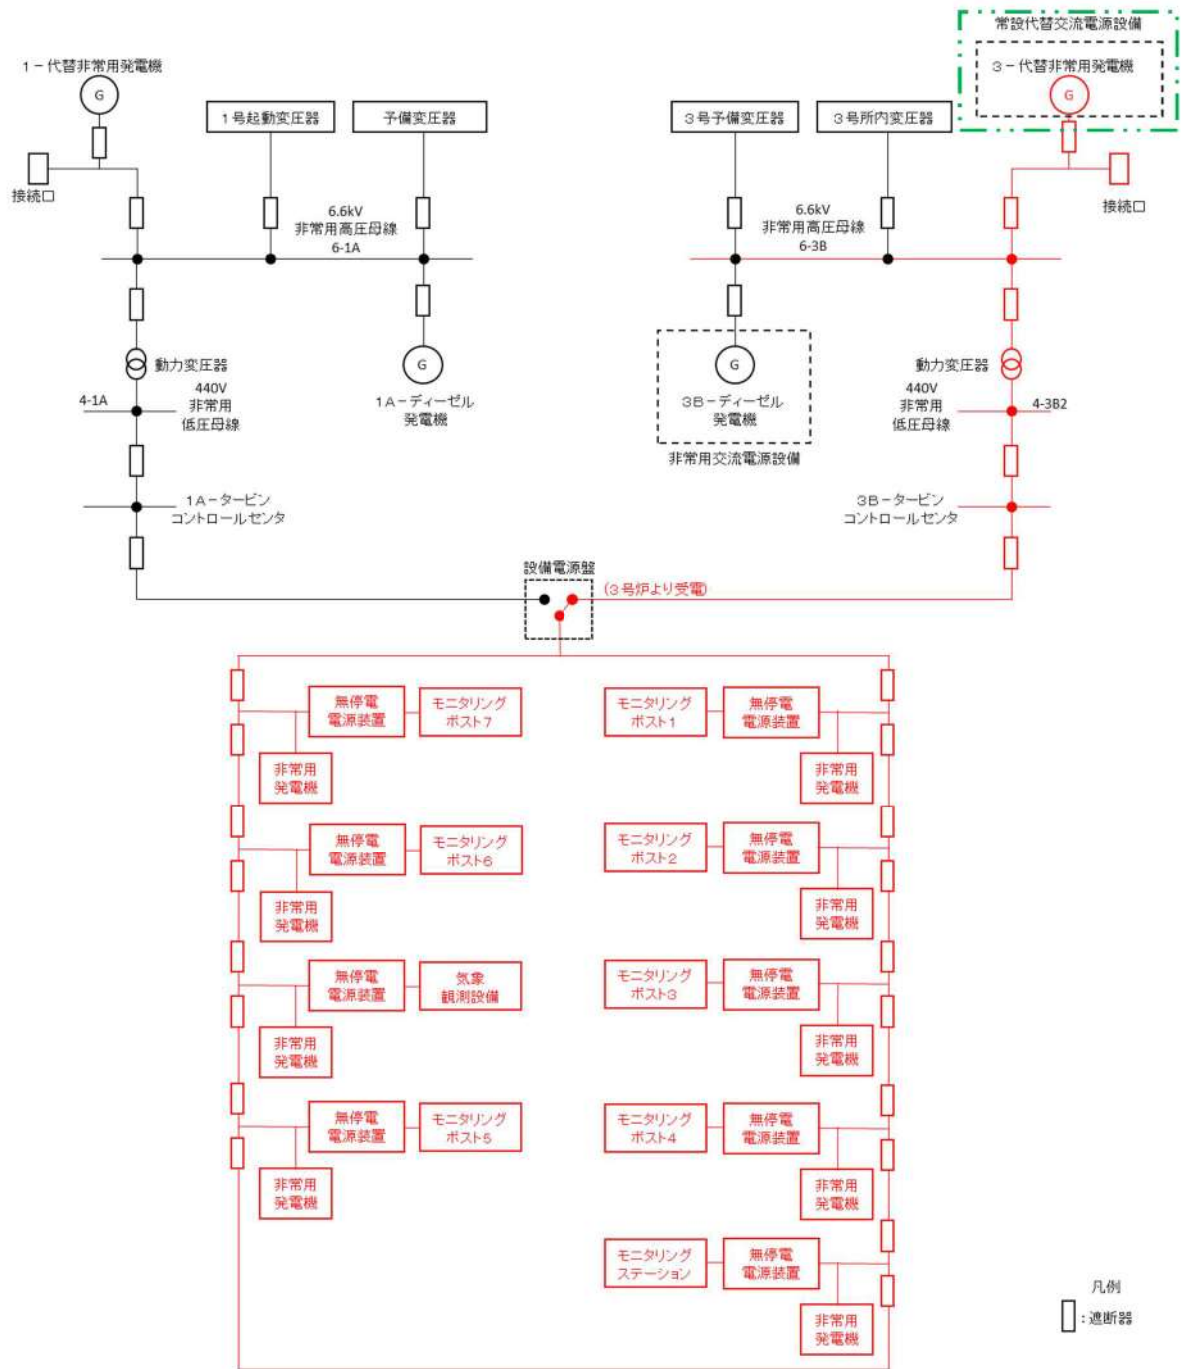 常設代替交流電源設備
1－代替非常用発電機
G
3－代替非常用発電機
G
1号起動変圧器
予備変圧器
3号予備変圧器
3号所内変圧器
接続口
接続口
6.6kV
非常用高圧母線
6-1A
6.6kV
非常用高圧母線
6-3B
動力変圧器
G
1A－ディーゼル
発電機
G
3B－ディーゼル
発電機
非常用交流電源設備
動力変圧器
4-1A
440V
非常用
低圧母線
440V
非常用
低圧母線
4-3B2
1A－タービン
コントロールセンタ
3B－タービン
コントロールセンタ
設備電源盤
(3号炉より受電)
無停電
電源装置
モニタリング
ポスト7
非常用
発電機
モニタリング
ポスト1
無停電
電源装置
非常用
発電機
無停電
電源装置
モニタリング
ポスト6
非常用
発電機
モニタリング
ポスト2
無停電
電源装置
非常用
発電機
無停電
電源装置
気象
観測設備
非常用
発電機
モニタリング
ポスト3
無停電
電源装置
非常用
発電機
無停電
電源装置
モニタリング
ポスト5
非常用
発電機
モニタリング
ポスト4
無停電
電源装置
非常用
発電機
モニタリング
ステーション
無停電
電源装置
非常用
発電機
凡例
：遮断器